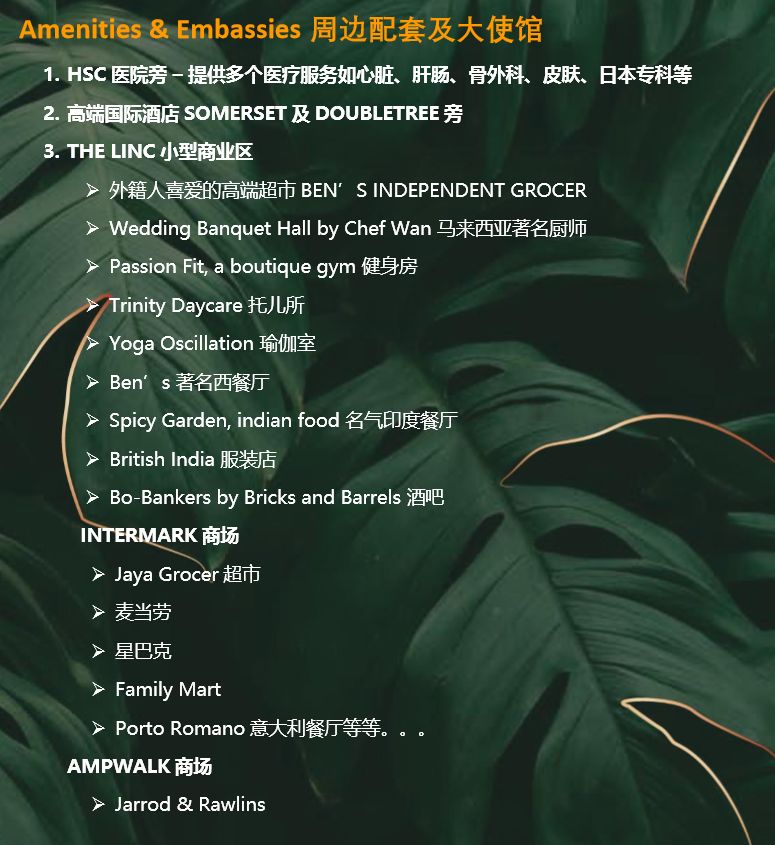 Amenities & Embassies 周边配套及大使馆
1. HSC 医院旁 – 提供多个医疗服务如心脏、肝肠、骨外科、皮肤、日本专科等
2. 高端国际酒店 SOMERSET 及 DOUBLETREE 旁
3. THE LINC 小型商业区
➢ 外籍人喜爱的高端超市 BEN’S INDEPENDENT GROCER
➢ Wedding Banquet Hall by Chef Wan 马来西亚著名厨师
➢ Passion Fit, a boutique gym 健身房
➢ Trinity Daycare 托儿所
➢ Yoga Oscillation 瑜伽室
➢ Ben’s 著名西餐厅
➢ Spicy Garden, indian food 名气印度餐厅
➢ British India 服装店
➢ Bo-Bankers by Bricks and Barrels 酒吧
INTERMARK 商场
➢ Jaya Grocer 超市
➢ 麦当劳
➢ 星巴克
➢ Family Mart
➢ Porto Romano 意大利餐厅等等。。。
AMPWALK 商场
➢ Jarrod & Rawlins